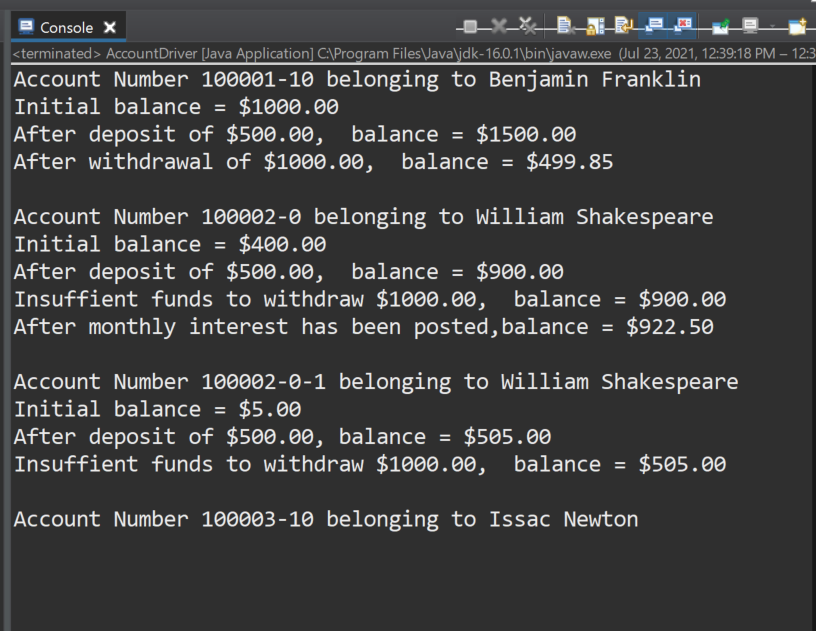 Console
<terminated> AccountDriver [Java Application] C:\Program Files\Java\jdk-16.0.1\bin\javaw.exe (Jul 23, 2021, 12:39:18 PM – 12:3
Account Number 100001-10 belonging to Benjamin Franklin
Initial balance = $1000.00
After deposit of $500.00,  balance = $1500.00
After withdrawal of $1000.00,  balance = $499.85
Account Number 100002-0 belonging to William Shakespeare
Initial balance = $400.00
After deposit of $500.00,  balance = $900.00
Insufficient funds to withdraw $1000.00,  balance = $900.00
After monthly interest has been posted,balance = $922.50
Account Number 100002-0-1 belonging to William Shakespeare
Initial balance = $5.00
After deposit of $500.00, balance = $505.00
Insufficient funds to withdraw $1000.00,  balance = $505.00
Account Number 100003-10 belonging to Issac Newton